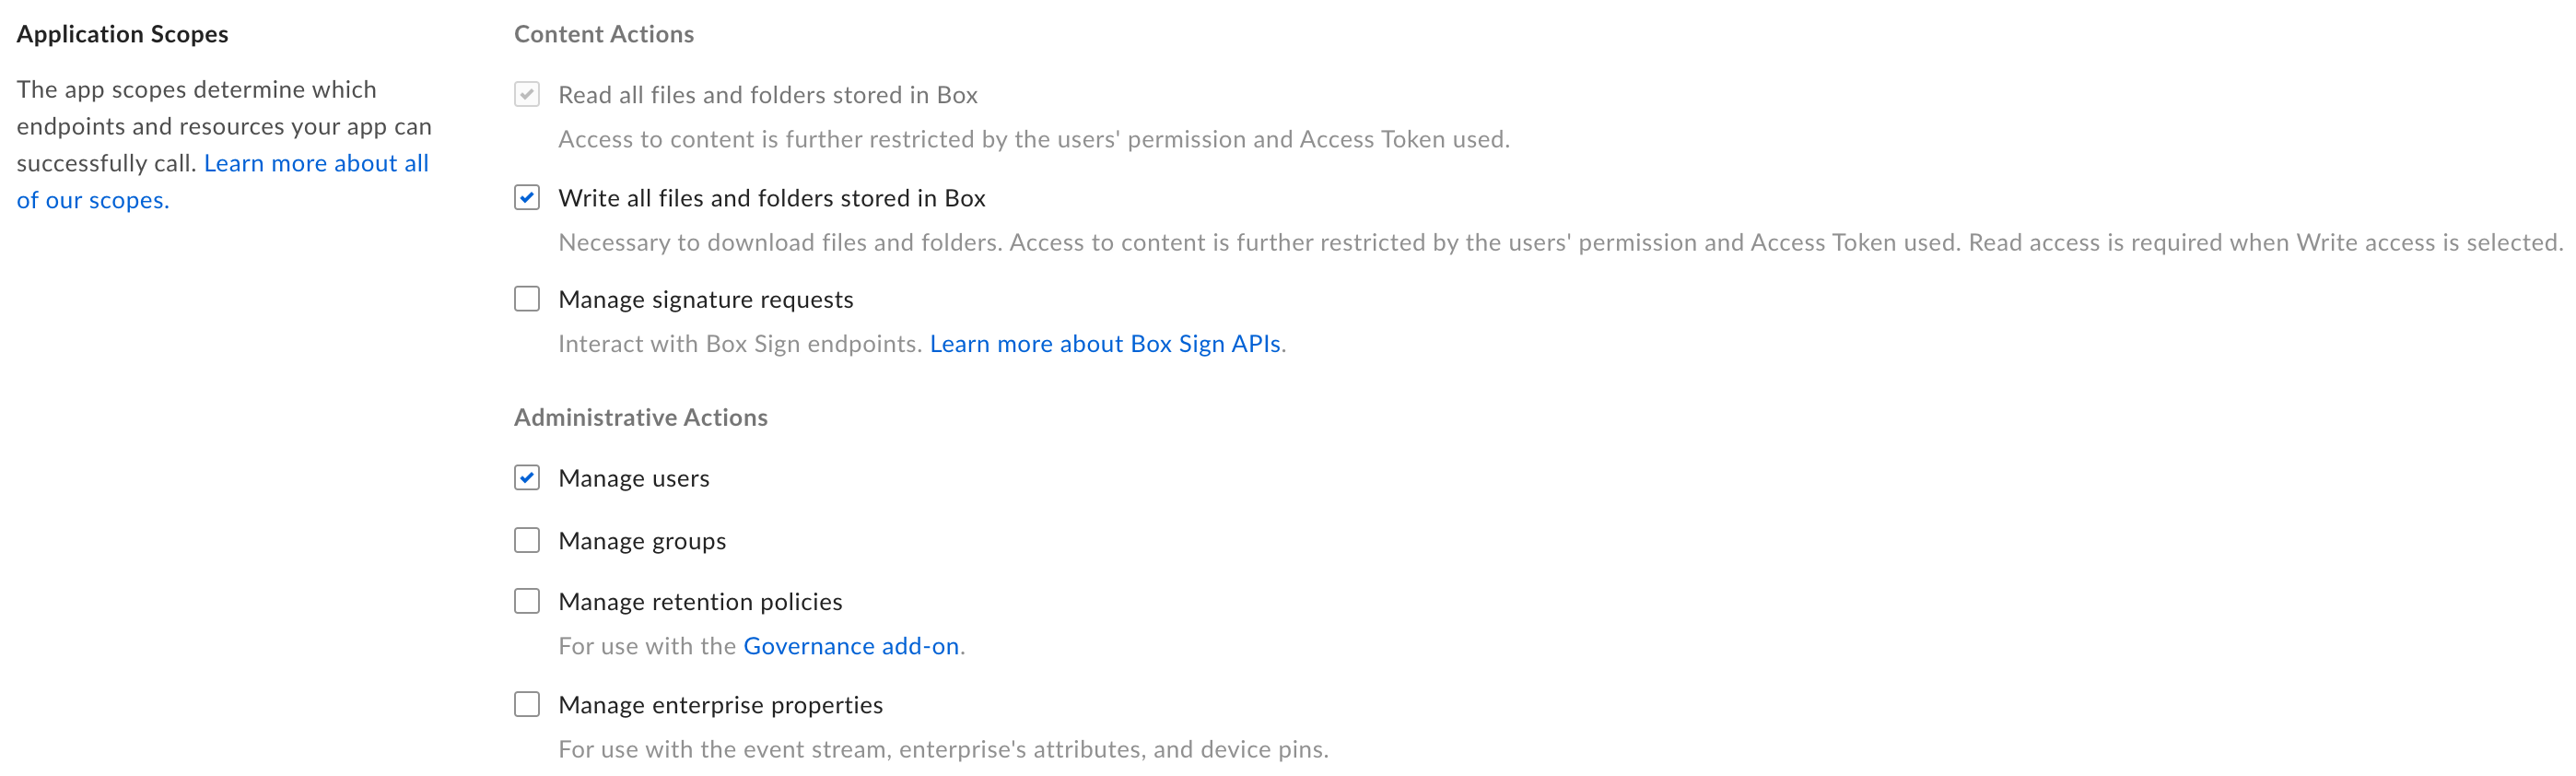 Application Scopes
The app scopes determine which
endpoints and resources your app can
successfully call. Learn more about all
of our scopes.
Content Actions
Read all files and folders stored in Box
Access to content is further restricted by the users' permission and Access Token used.
Write all files and folders stored in Box
Necessary to download files and folders. Access to content is further restricted by the users' permission and Access Token used. Read access is required when Write access is selected.
Manage signature requests
Interact with Box Sign endpoints. Learn more about Box Sign APIs.
Administrative Actions
Manage users
Manage groups
Manage retention policies
For use with the Governance add-on.
Manage enterprise properties
For use with the event stream, enterprise's attributes, and device pins.